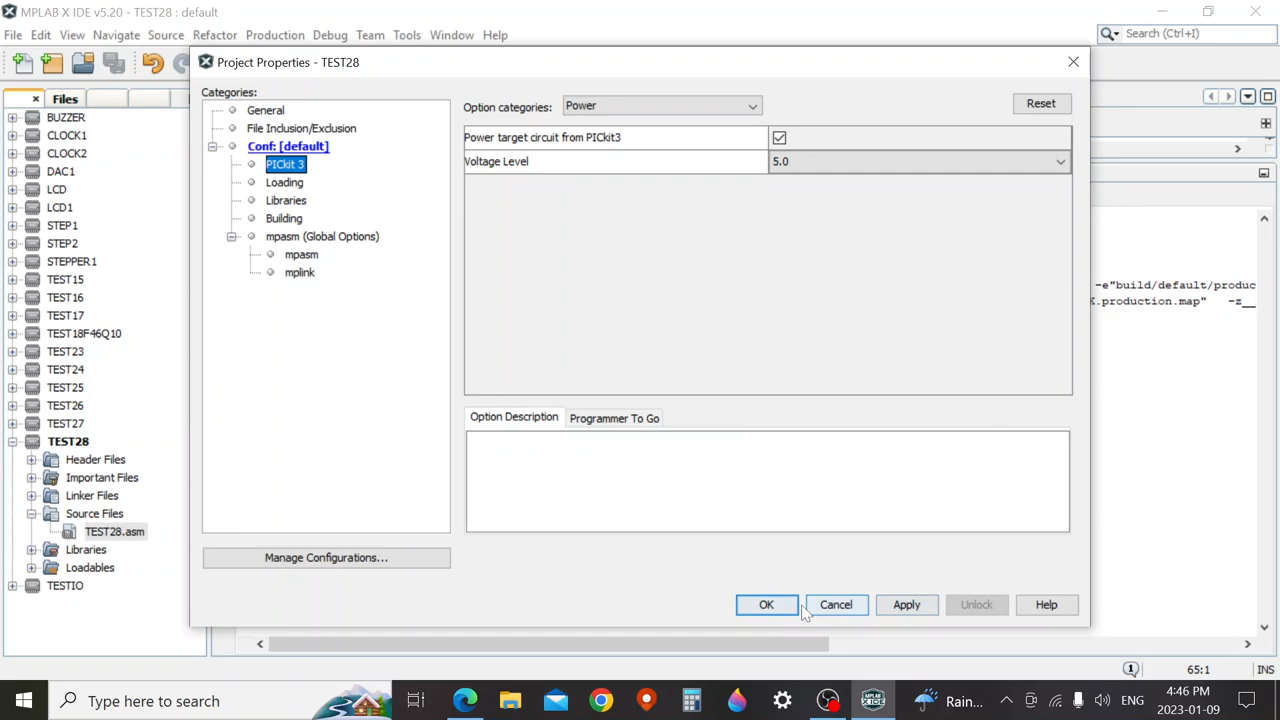 MPLAB X IDE v5.20 - TEST28 : default
File Edit View Navigate Source Refactor Production Debug Team Tools Window Help
Search (Ctrl+I)
Project Properties - TEST28
Files
BUZZER
CLOCK1
CLOCK2
DAC1
LCD
LCD1
STEP1
STEP2
STEPPER1
TEST15
TEST16
TEST17
TEST18F46Q10
TEST23
TEST24
TEST25
TEST26
TEST27
TEST28
Header Files
Important Files
Linker Files
Source Files
TEST28.asm
Libraries
Loadables
TESTIO
Categories:
General
File Inclusion/Exclusion
Conf: [default]
PICkit 3
Loading
Libraries
Building
mpasm (Global Options)
mpasm
mplink
Manage Configurations...
Option categories: Power
Reset
Power target circuit from PICkit3
Voltage Level 5.0
Option Description Programmer To Go
OK Cancel Apply Unlock Help
-e"build/default/produc
.production.map" -z__
65:1 INS
Type here to search
Rain... ENG
4:46 PM
2023-01-09